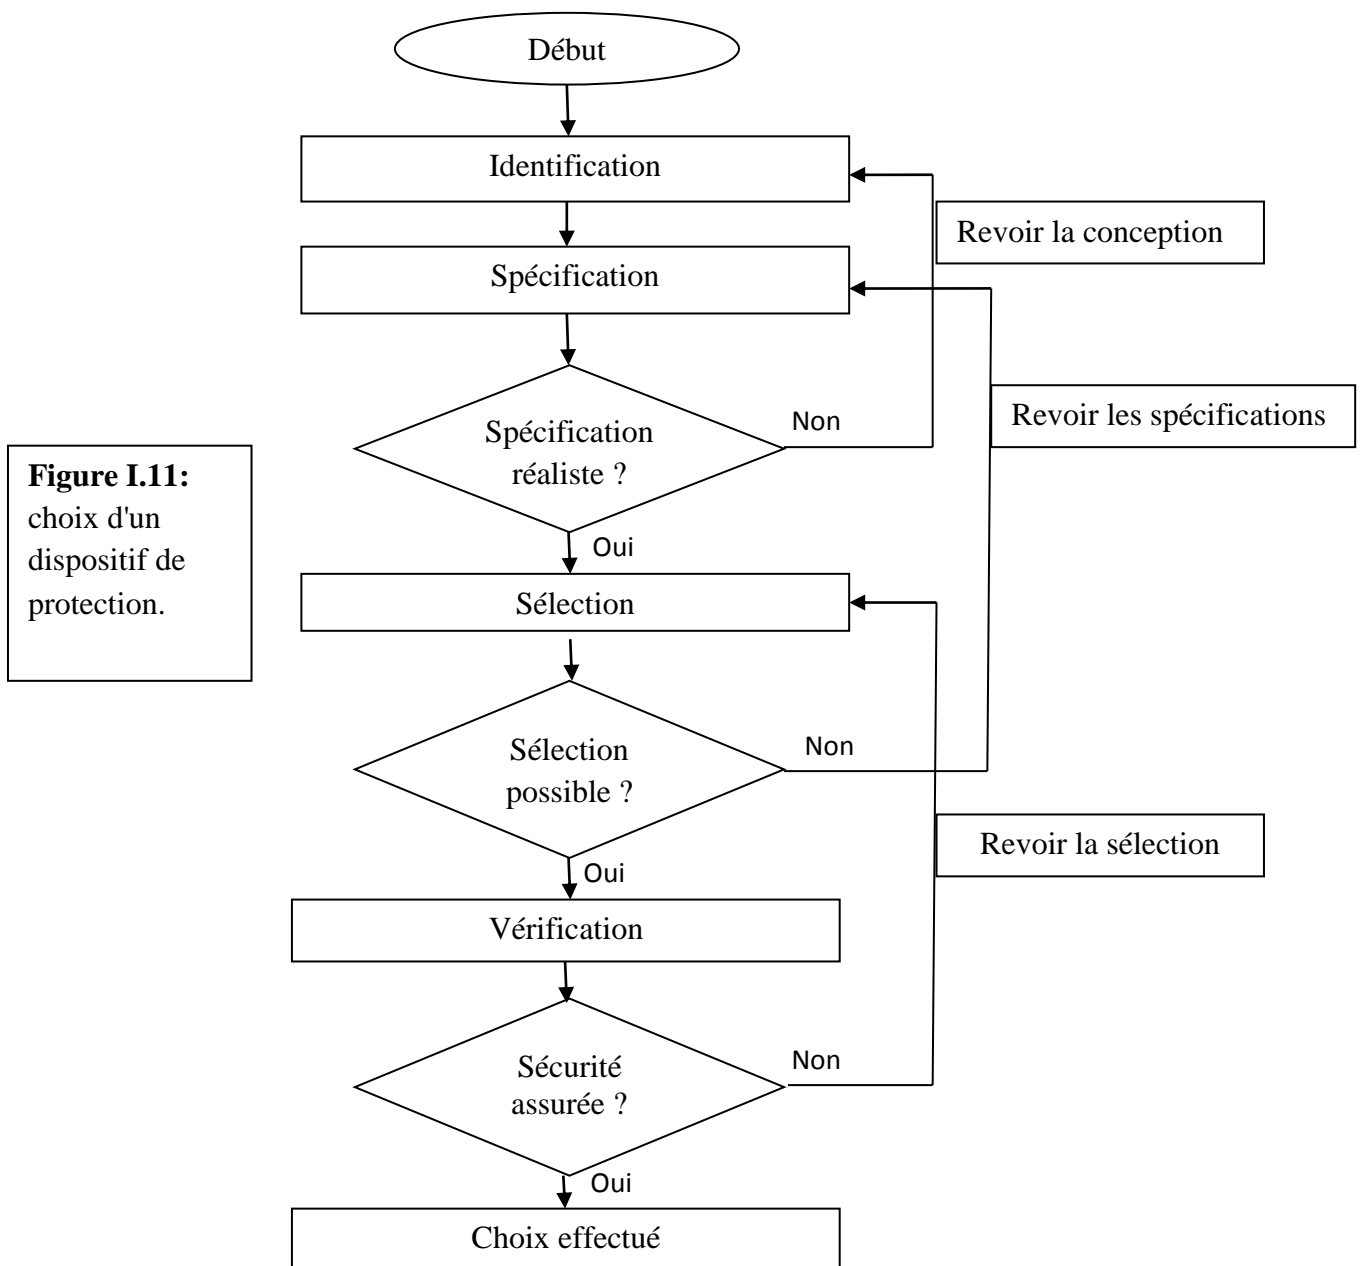 Début
Identification
Revoir la conception
Spécification
Revoir les spécifications
Non
Spécification
réaliste ?
Figure I.11:
choix d'un
dispositif de
protection.
Oui
Sélection
Sélection
possible ?
Non
Revoir la sélection
Oui
Vérification
Sécurité
assurée ?
Non
Oui
Choix effectué